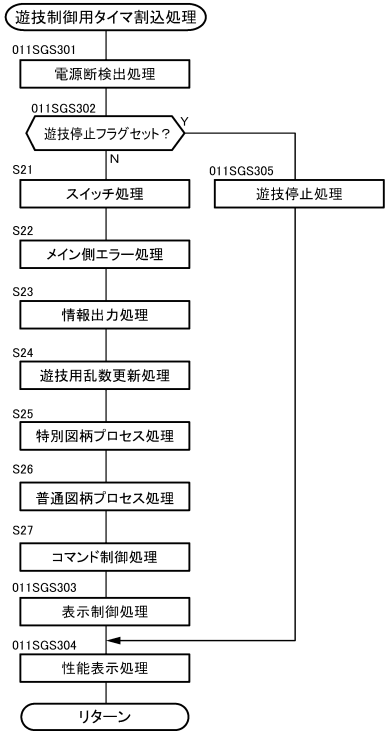 遊技制御用タイマ割込処理
011SGS301
電源断検出処理
011SGS302
遊技停止フラグセット?
Y
N
S21
スイッチ処理
011SGS305
遊技停止処理
S22
メイン側エラー処理
S23
情報出力処理
S24
遊技用乱数更新処理
S25
特別図柄プロセス処理
S26
普通図柄プロセス処理
S27
コマンド制御処理
011SGS303
表示制御処理
011SGS304
性能表示処理
リターン